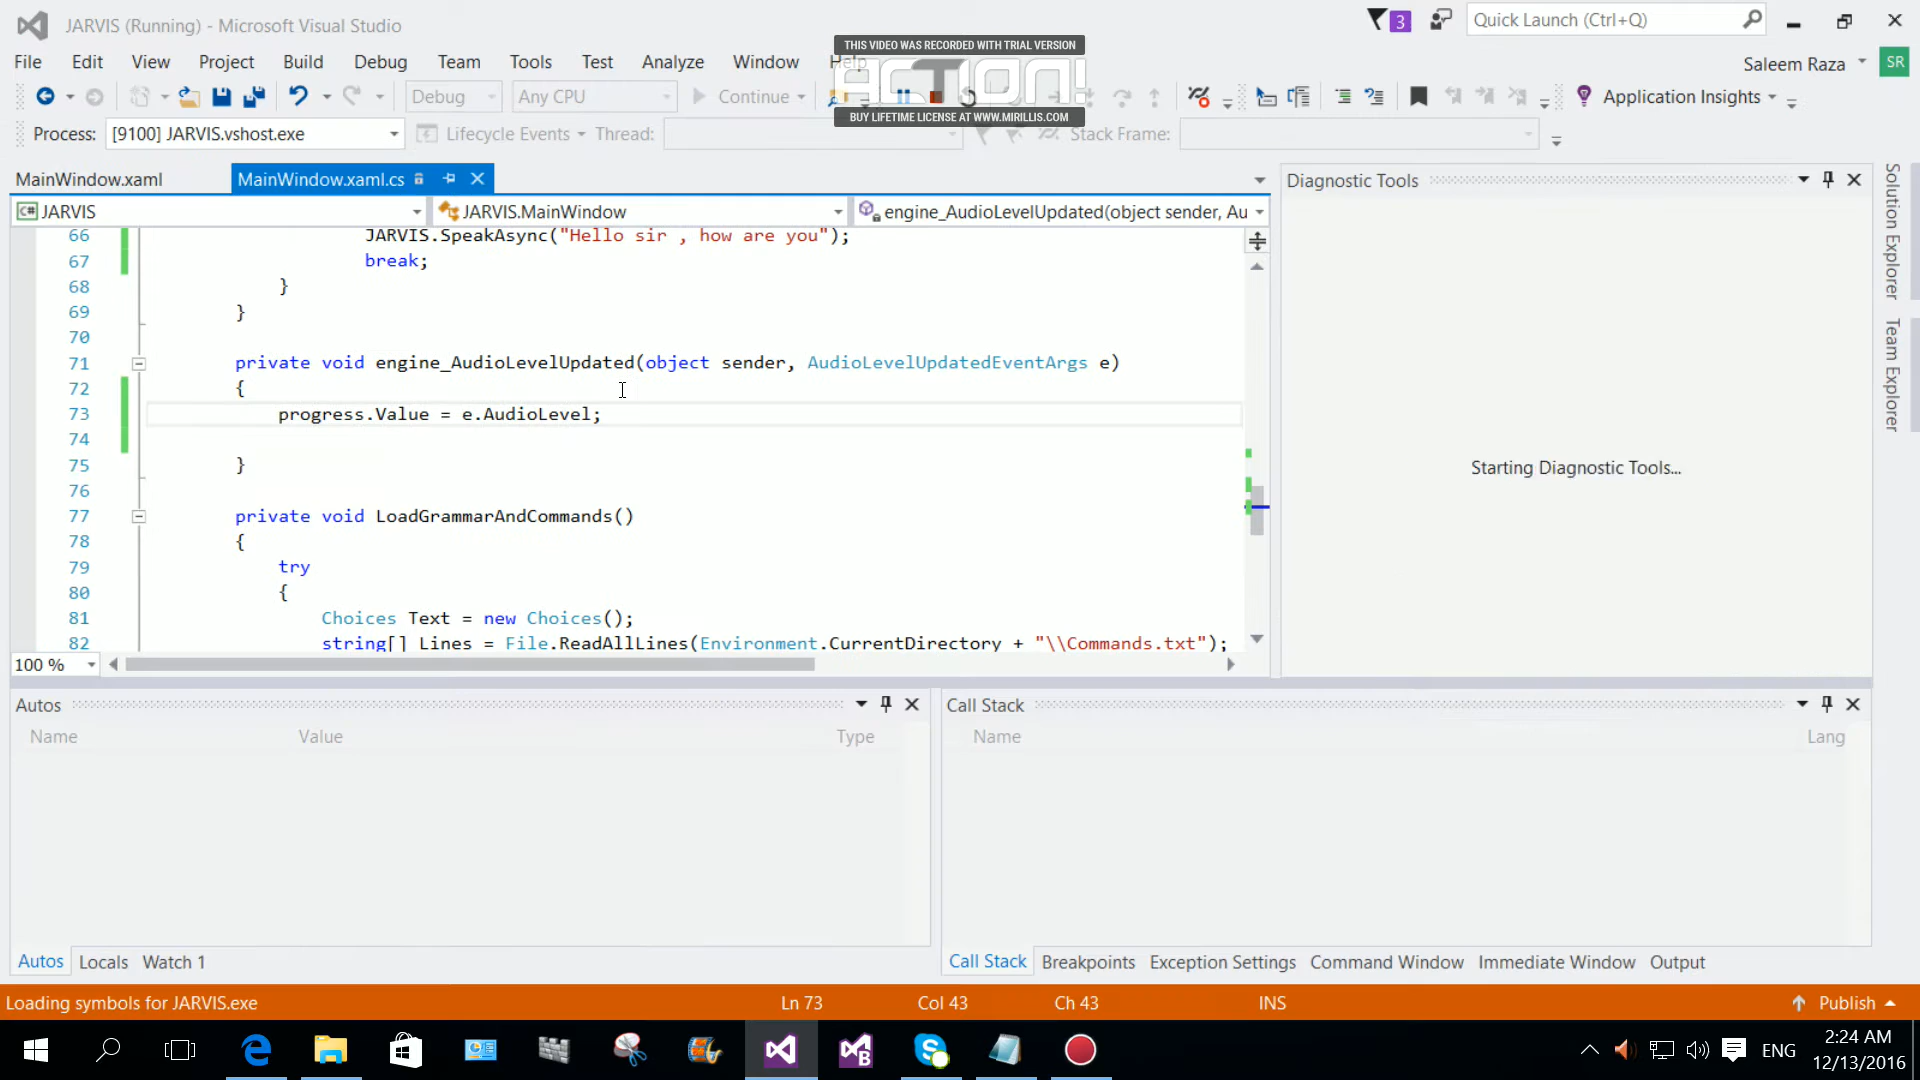 JARVIS (Running) - Microsoft Visual Studio
3
Quick Launch (Ctrl+Q)
THIS VIDEO WAS RECORDED WITH TRIAL VERSION
ACTION!
BUY LIFETIME LICENSE AT WWW.MIRILLIS.COM
File Edit View Project Build Debug Team Tools Test Analyze Window Help
Saleem Raza SR
Debug Any CPU Continue Application Insights
Process: [9100] JARVIS.vshost.exe Lifecycle Events Thread: Stack Frame:
MainWindow.xaml MainWindow.xaml.cs
JARVIS JARVIS.MainWindow engine_AudioLevelUpdated(object sender, Au
66 JARVIS.SpeakAsync("Hello sir , how are you");
67 break;
68 }
69 }
70
71 private void engine_AudioLevelUpdated(object sender, AudioLevelUpdatedEventArgs e)
72 {
73 progress.Value = e.AudioLevel;
74
75 }
76
77 private void LoadGrammarAndCommands()
78 {
79 try
80 {
81 Choices Text = new Choices();
82 string[] Lines = File.ReadAllLines(Environment.CurrentDirectory + "\\Commands.txt");
100 %
Diagnostic Tools
Starting Diagnostic Tools...
Solution Explorer
Team Explorer
Autos
Name Value Type
Autos Locals Watch 1
Call Stack
Name Lang
Call Stack Breakpoints Exception Settings Command Window Immediate Window Output
Loading symbols for JARVIS.exe Ln 73 Col 43 Ch 43 INS Publish
ENG
2:24 AM
12/13/2016